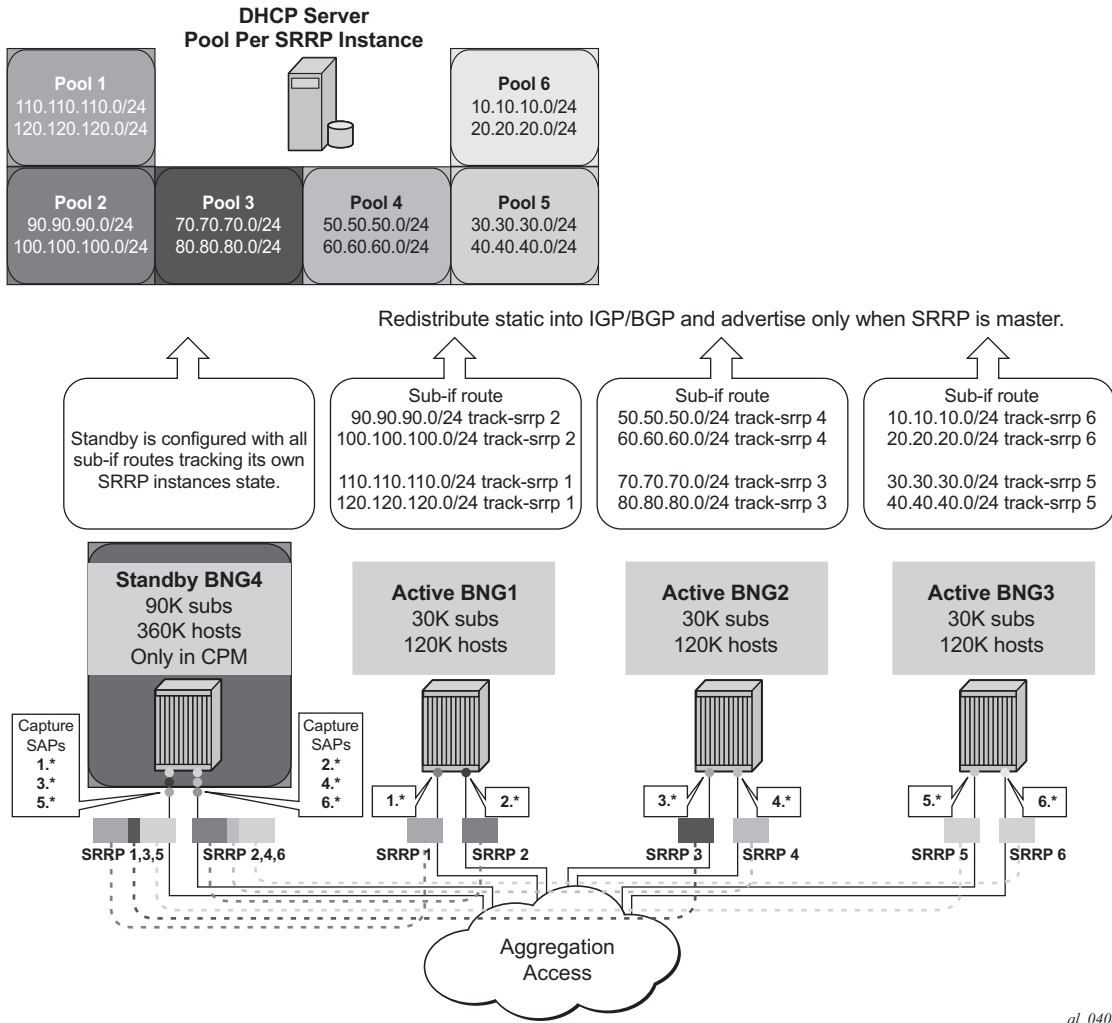 DHCP Server
Pool Per SRRP Instance
Pool 1
110.110.110.0/24
120.120.120.0/24
Pool 6
10.10.10.0/24
20.20.20.0/24
Pool 2
90.90.90.0/24
100.100.100.0/24
Pool 3
70.70.70.0/24
80.80.80.0/24
Pool 4
50.50.50.0/24
60.60.60.0/24
Pool 5
30.30.30.0/24
40.40.40.0/24
Redistribute static into IGP/BGP and advertise only when SRRP is master.
Standby is configured with all
sub-if routes tracking its own
SRRP instances state.
Sub-if route
90.90.90.0/24 track-srrp 2
100.100.100.0/24 track-srrp 2
110.110.110.0/24 track-srrp 1
120.120.120.0/24 track-srrp 1
Sub-if route
50.50.50.0/24 track-srrp 4
60.60.60.0/24 track-srrp 4
70.70.70.0/24 track-srrp 3
80.80.80.0/24 track-srrp 3
Sub-if route
10.10.10.0/24 track-srrp 6
20.20.20.0/24 track-srrp 6
30.30.30.0/24 track-srrp 5
40.40.40.0/24 track-srrp 5
Standby BNG4
90K subs
360K hosts
Only in CPM
Active BNG1
30K subs
120K hosts
Active BNG2
30K subs
120K hosts
Active BNG3
30K subs
120K hosts
Capture
SAPs
1.*
3.*
5.*
Capture
SAPs
2.*
4.*
6.*
1.*
2.*
3.*
4.*
5.*
6.*
SRRP 1,3,5
SRRP 2,4,6
SRRP 1
SRRP 2
SRRP 3
SRRP 4
SRRP 5
SRRP 6
Aggregation
Access